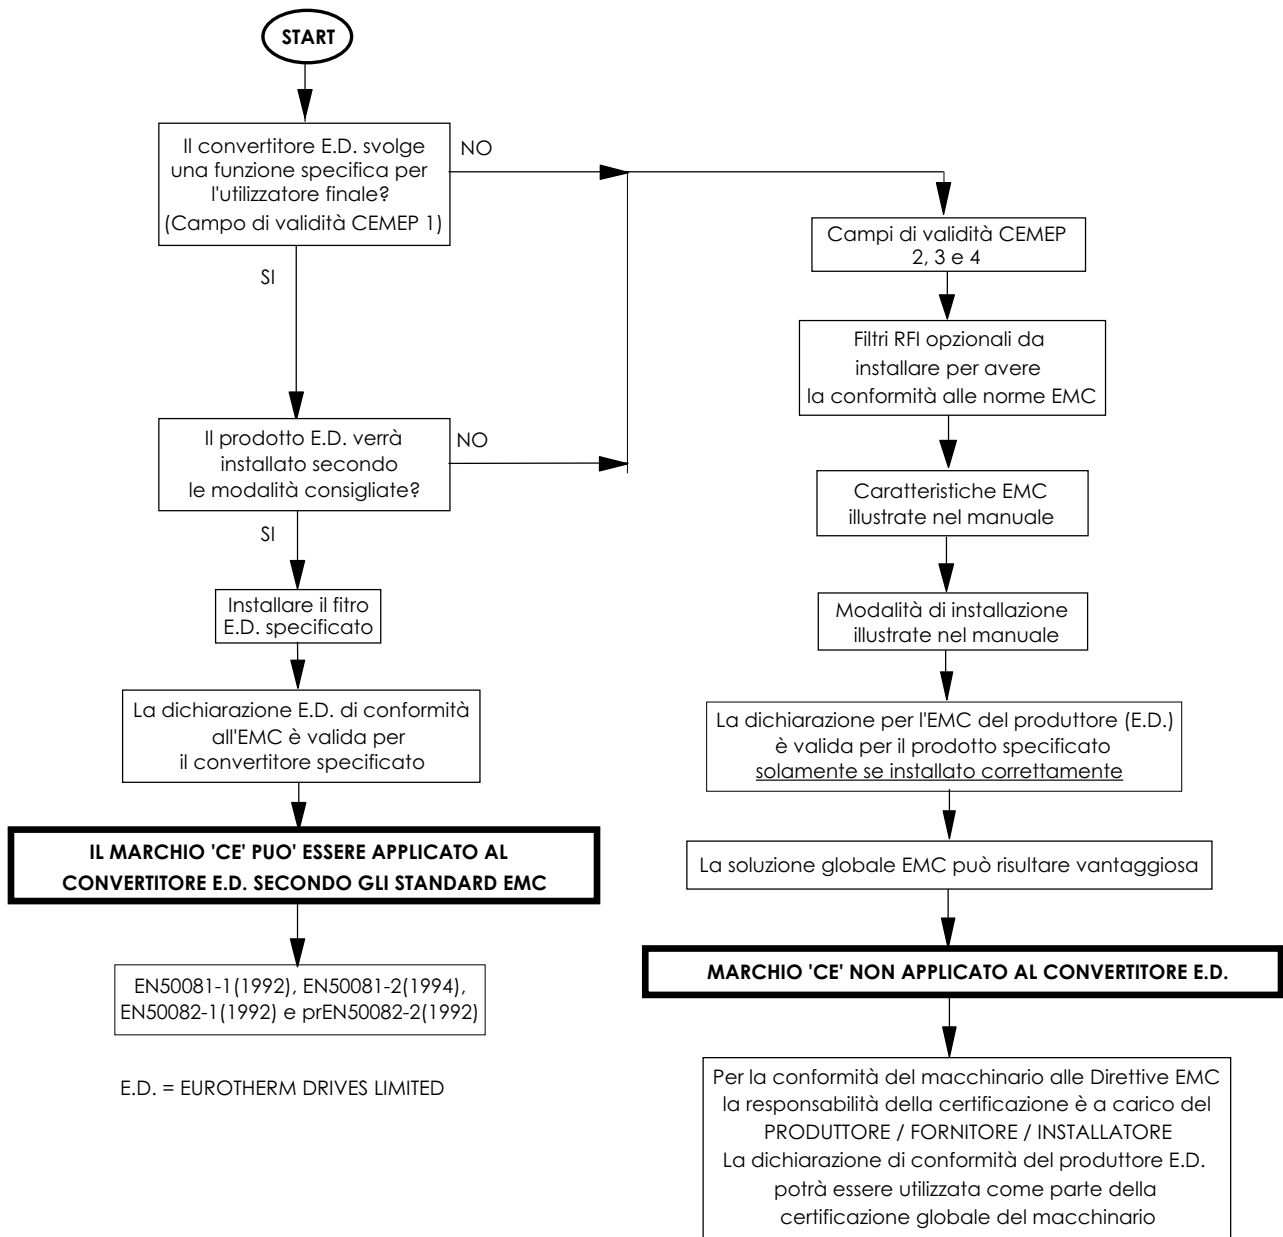 START
Il convertitore E.D. svolge
una funzione specifica per
l'utilizzatore finale?
(Campo di validità CEMEP 1)
NO
SI
Il prodotto E.D. verrà
installato secondo
le modalità consigliate?
NO
SI
Installare il fitro
E.D. specificato
La dichiarazione E.D. di conformità
all'EMC è valida per
il convertitore specificato
IL MARCHIO 'CE' PUO' ESSERE APPLICATO AL
CONVERTITORE E.D. SECONDO GLI STANDARD EMC
EN50081-1(1992), EN50081-2(1994),
EN50082-1(1992) e prEN50082-2(1992)
E.D. = EUROTHERM DRIVES LIMITED
Campi di validità CEMEP
2, 3 e 4
Filtri RFI opzionali da
installare per avere
la conformità alle norme EMC
Caratteristiche EMC
illustrate nel manuale
Modalità di installazione
illustrate nel manuale
La dichiarazione per l'EMC del produttore (E.D.)
è valida per il prodotto specificato
solamente se installato correttamente
La soluzione globale EMC può risultare vantaggiosa
MARCHIO 'CE' NON APPLICATO AL CONVERTITORE E.D.
Per la conformità del macchinario alle Direttive EMC
la responsabilità della certificazione è a carico del
PRODUTTORE / FORNITORE / INSTALLATORE
La dichiarazione di conformità del produttore E.D.
potrà essere utilizzata come parte della
certificazione globale del macchinario